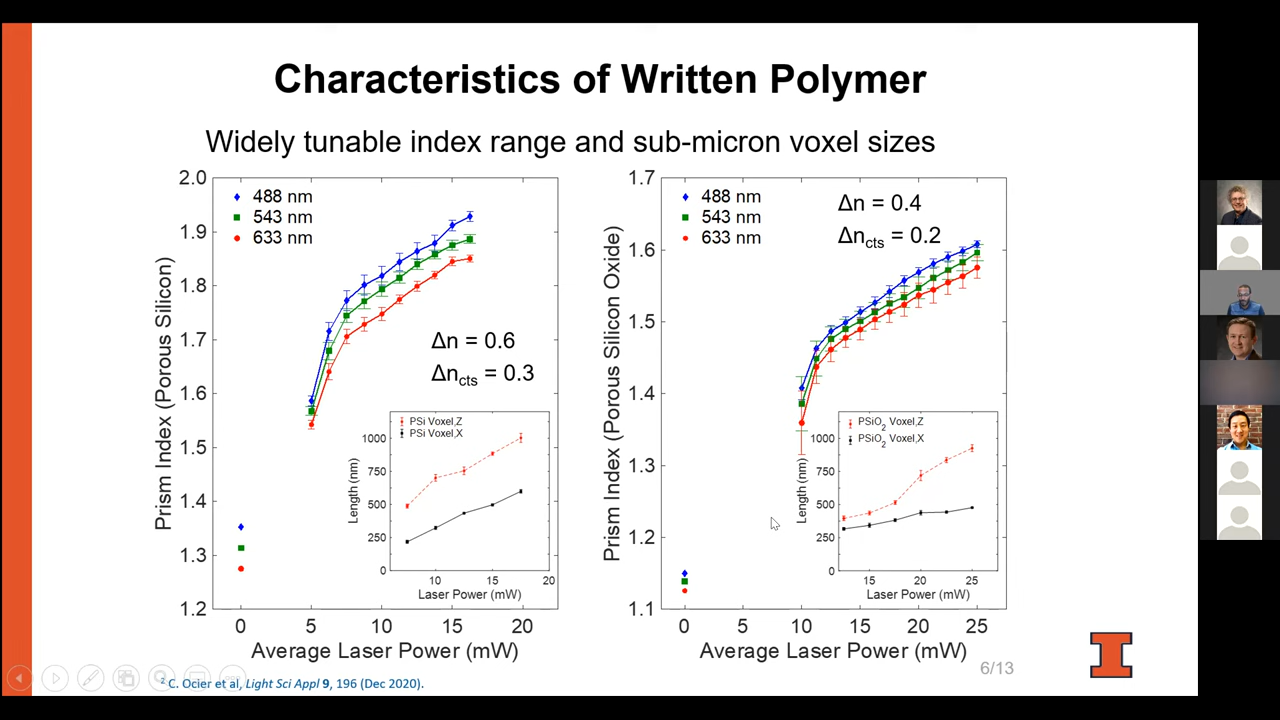 Characteristics of Written Polymer
Widely tunable index range and sub-micron voxel sizes
2.0
1.9
1.8
1.7
1.6
1.5
1.4
1.3
1.2
Prism Index (Porous Silicon)
488 nm
543 nm
633 nm
Δn = 0.6
Δncts = 0.3
PSi Voxel,Z
PSi Voxel,X
1000
750
500
250
0
Length (nm)
10 15 20
Laser Power (mW)
0 5 10 15 20
Average Laser Power (mW)
1.7
1.6
1.5
1.4
1.3
1.2
1.1
Prism Index (Porous Silicon Oxide)
488 nm
543 nm
633 nm
Δn = 0.4
Δncts = 0.2
PSiO2 Voxel,Z
PSiO2 Voxel,X
1000
750
500
250
0
Length (nm)
15 20 25
Laser Power (mW)
0 5 10 15 20 25
Average Laser Power (mW)
6/13
2 C. Ocier et al, Light Sci Appl 9, 196 (Dec 2020).